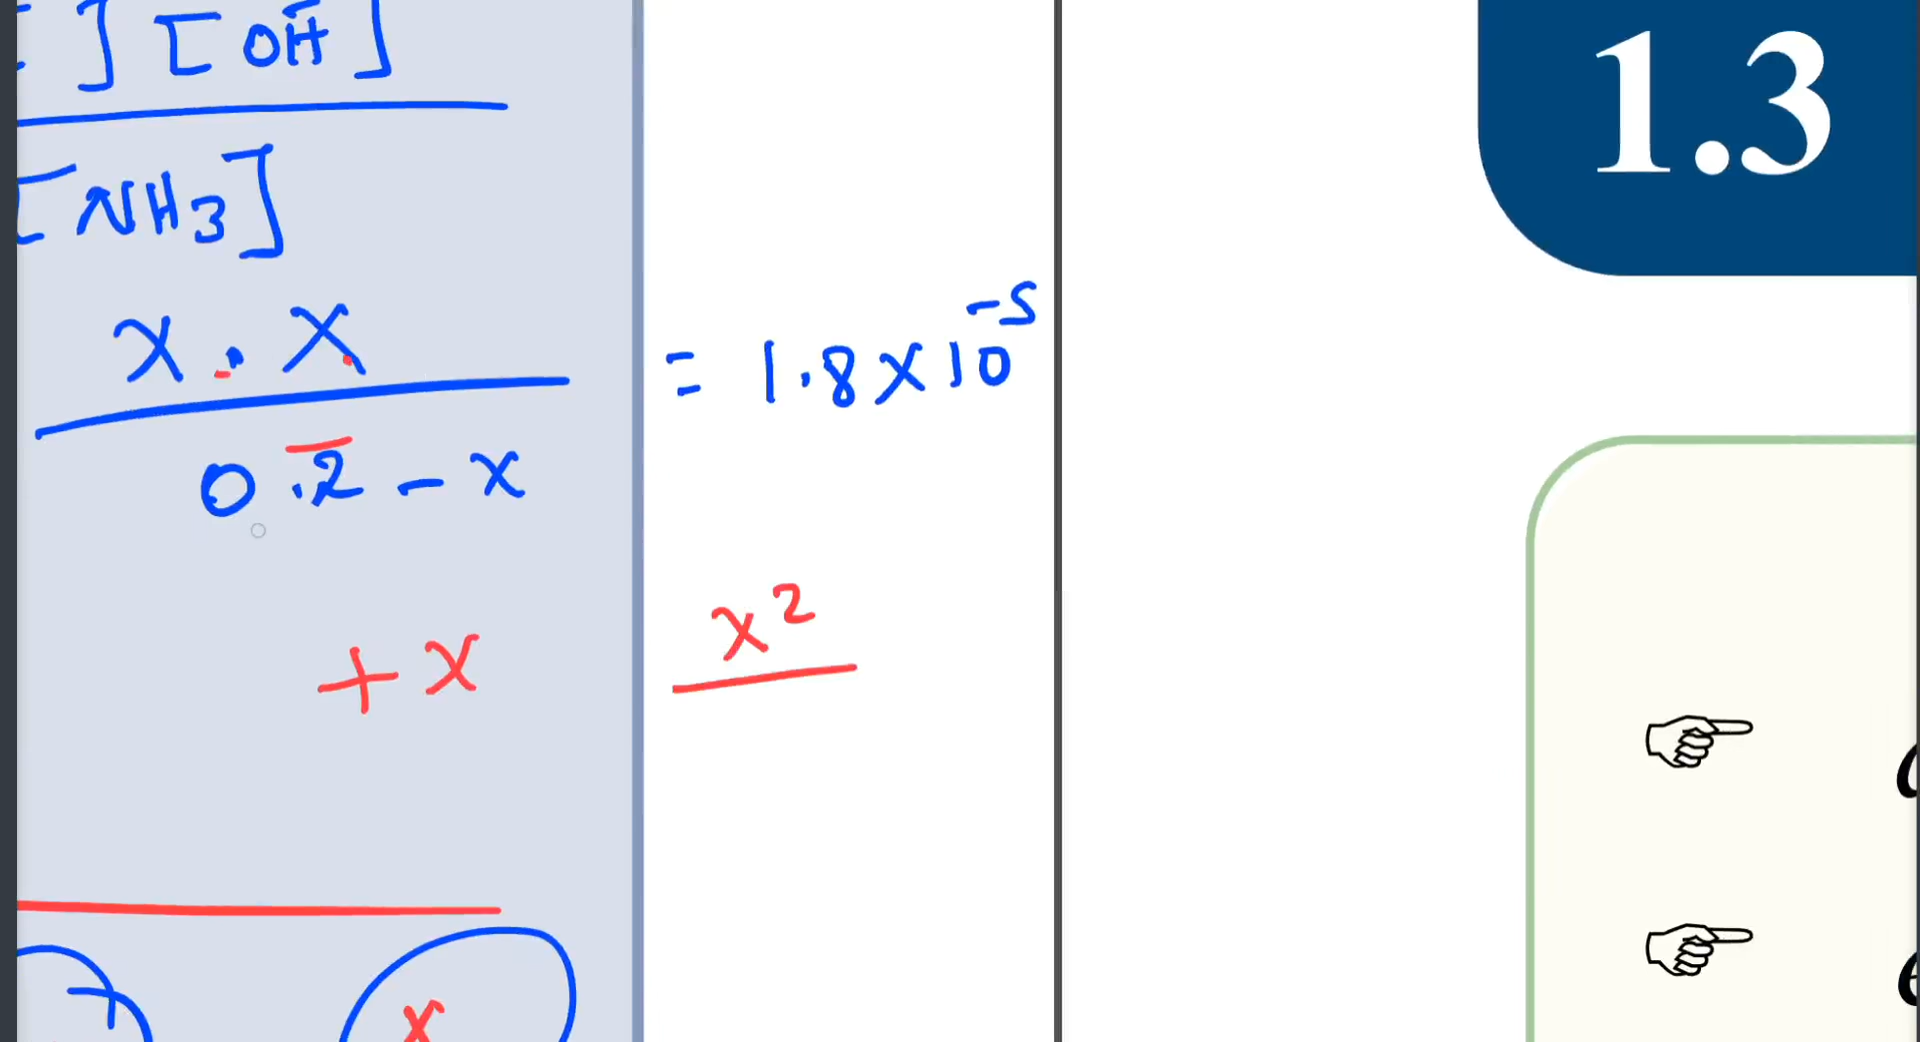 ] [OH̄]
[NH3]
x . x
0.2 - x
= 1.8 x 10^-5
+ x
x^2
x
1.3